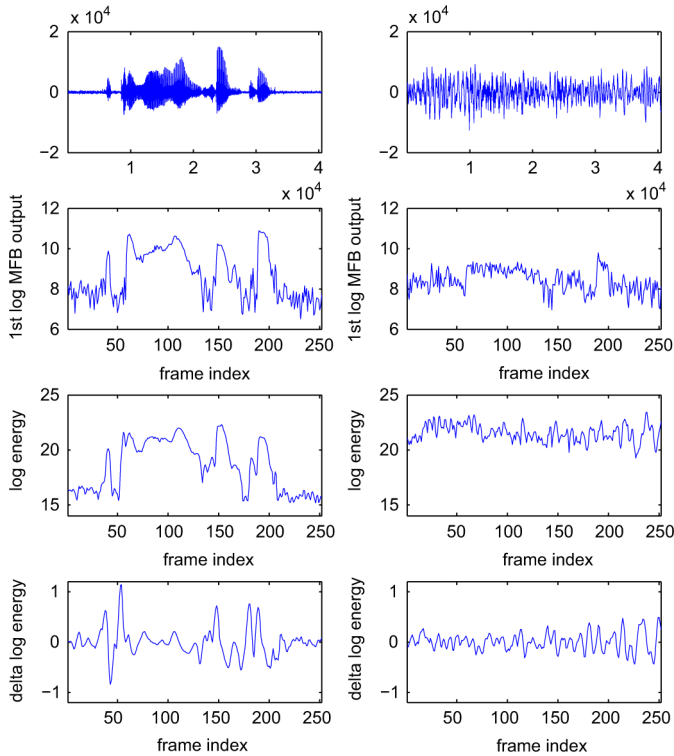 x 10^4 x 10^4
2 2
0 0
−2 −2
1 2 3 4 1 2 3 4
x 10^4 x 10^4
1st log MFB output 1st log MFB output
12 12
10 10
8 8
6 6
50 100 150 200 250 50 100 150 200 250
frame index frame index
log energy log energy
25 25
20 20
15 15
50 100 150 200 250 50 100 150 200 250
frame index frame index
delta log energy delta log energy
1 1
0 0
−1 −1
50 100 150 200 250 50 100 150 200 250
frame index frame index